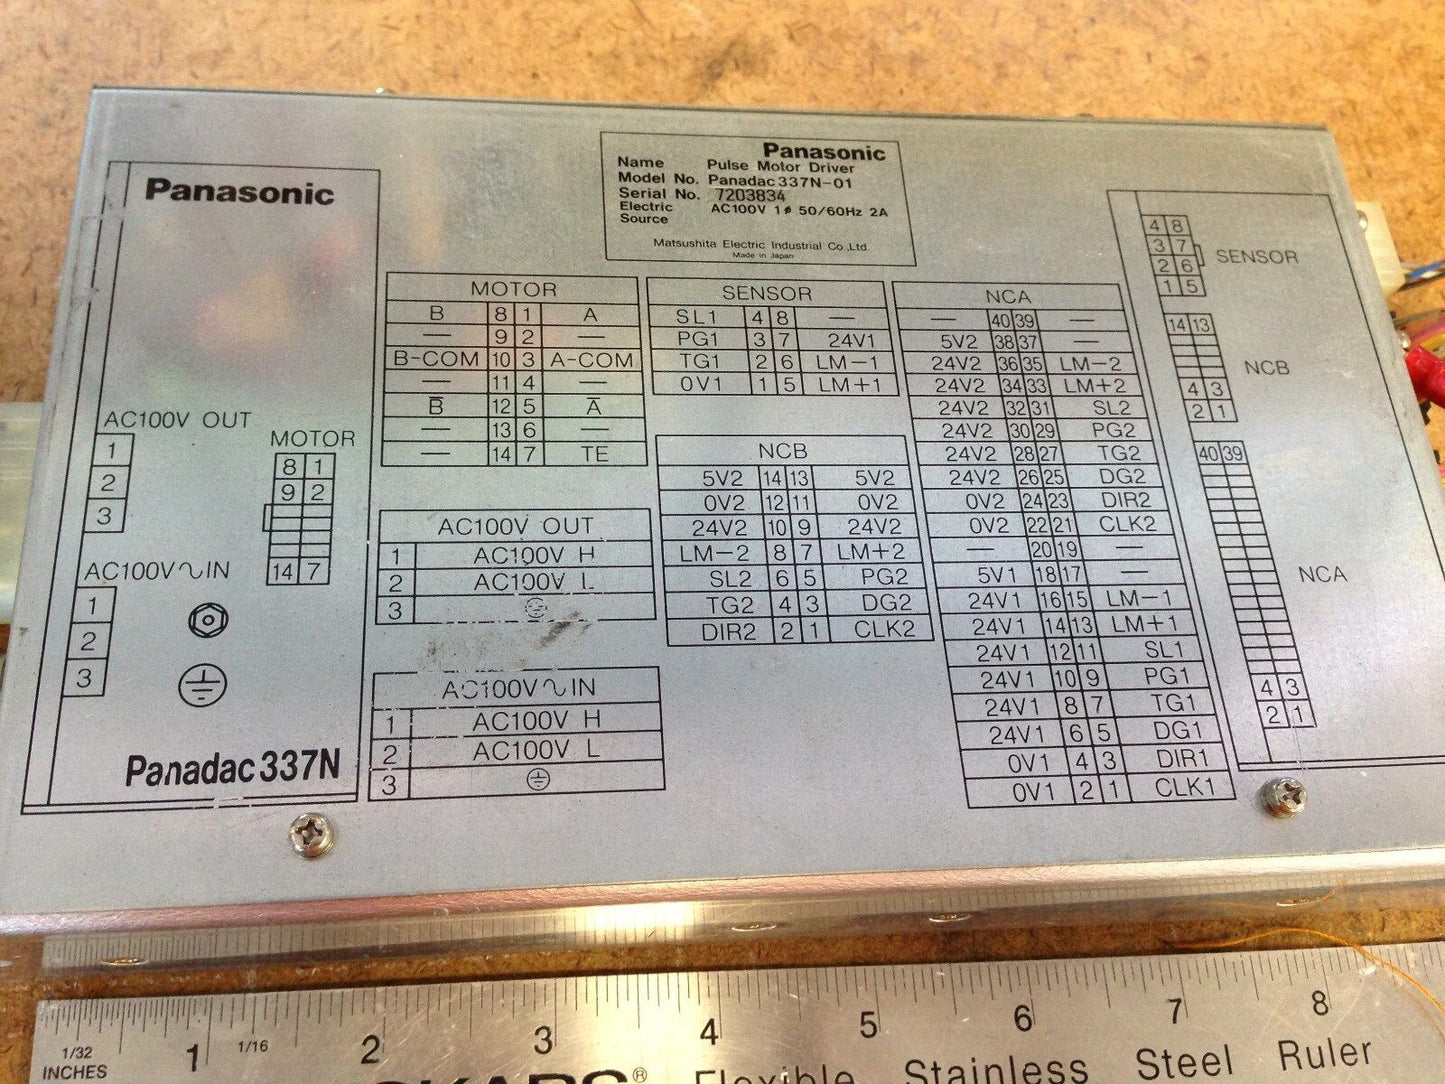 Panasonic
Name Pulse Motor Driver
Model No. Panadac 337N-01
Serial No. 7203834
Electric Source AC100V 1ø 50/60Hz 2A
Matsushita Electric Industrial Co.,Ltd.
Made in Japan
Panasonic
AC100V OUT
1
2
3
MOTOR
8 1
9 2
14 7
AC100V∿IN
1
2
3
Panadac 337N
MOTOR
B 8 1 A
— 9 2 —
B-COM 10 3 A-COM
— 11 4 —
B̅ 12 5 A̅
— 13 6 —
— 14 7 TE
AC100V OUT
1 AC100V H
2 AC100V L
3
AC100V∿IN
1 AC100V H
2 AC100V L
3
SENSOR
SL1 4 8 —
PG1 3 7 24V1
TG1 2 6 LM-1
0V1 1 5 LM+1
NCB
5V2 14 13 5V2
0V2 12 11 0V2
24V2 10 9 24V2
LM-2 8 7 LM+2
SL2 6 5 PG2
TG2 4 3 DG2
DIR2 2 1 CLK2
NCA
— 40 39 —
5V2 38 37 —
24V2 36 35 LM-2
24V2 34 33 LM+2
24V2 32 31 SL2
24V2 30 29 PG2
24V2 28 27 TG2
24V2 26 25 DG2
0V2 24 23 DIR2
0V2 22 21 CLK2
— 20 19 —
5V1 18 17 —
24V1 16 15 LM-1
24V1 14 13 LM+1
24V1 12 11 SL1
24V1 10 9 PG1
24V1 8 7 TG1
24V1 6 5 DG1
0V1 4 3 DIR1
0V1 2 1 CLK1
4 8
3 7
2 6
1 5
SENSOR
14 13
4 3
2 1
NCB
40 39
4 3
2 1
NCA
1/32
INCHES
1 1/16 2 3 4 5 6 7 8
Flexible Stainless Steel Ruler